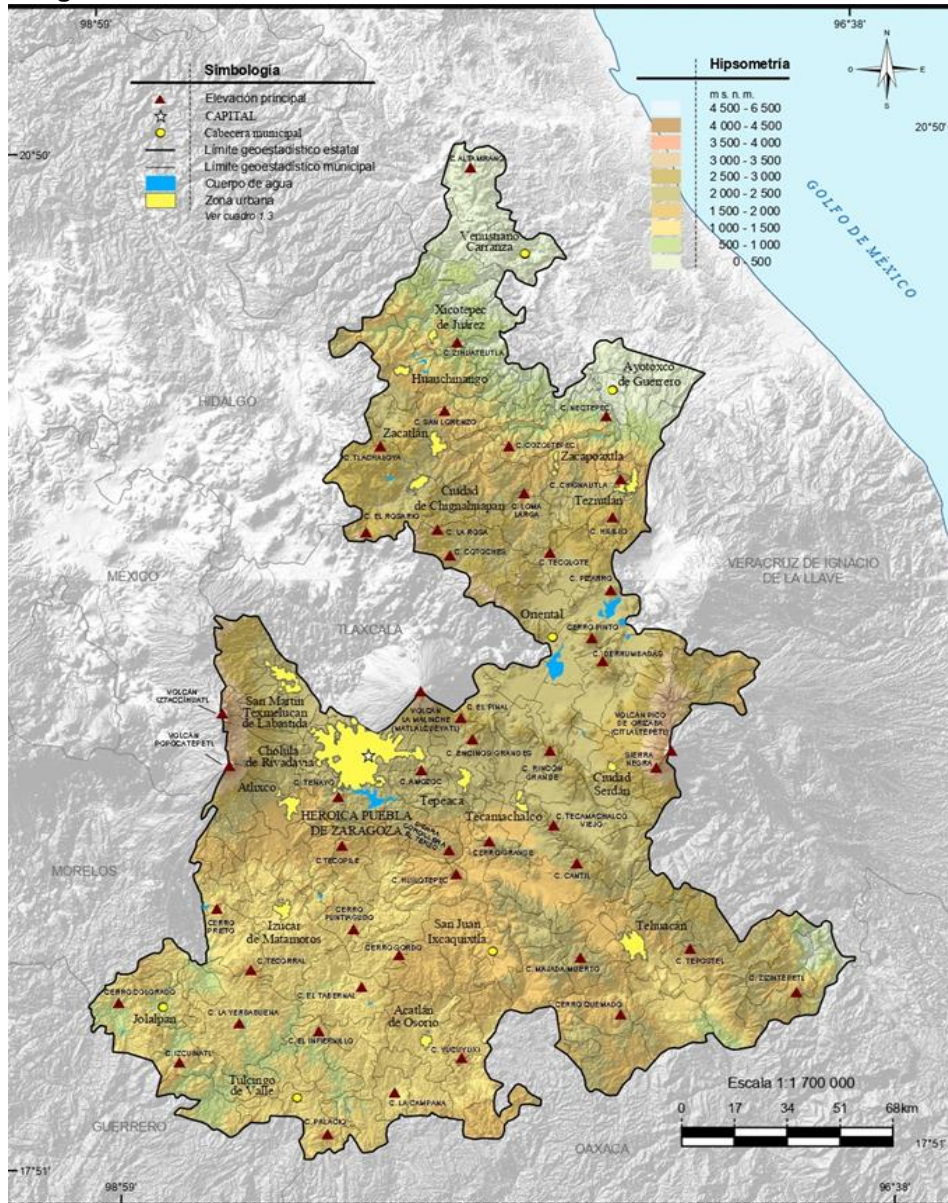 98°59'
96°38'
Simbología
Elevación principal
CAPITAL
Cabecera municipal
Límite geoestadístico estatal
Límite geoestadístico municipal
Cuerpo de agua
Zona urbana
Ver cuadro 1.3
Hipsometría
m s. n. m.
4 500 - 6 500
4 000 - 4 500
3 500 - 4 000
3 000 - 3 500
2 500 - 3 000
2 000 - 2 500
1 500 - 2 000
1 000 - 1 500
500 - 1 000
0 - 500
N
O
E
S
20°50'
20°50'
GOLFO DE MÉXICO
C. ALTAMIRANO
Venustiano
Carranza
Xicotepec
de Juárez
C. ZIHUATEUTLA
Huauchinango
Ayotoxco
de Guerrero
HIDALGO
C. NECTEPEC
C. SAN LORENZO
Zacatlán
C. TLACHALOYA
C. COZOLTEPEC
Zacapoaxtla
C. CHIGNAUTLA
Ciudad
de Chignahuapan
C. LOMA
LARGA
Teziutlán
C. EL ROSARIO
C. LA ROSA
C. HILILLO
C. COTOCHES
C. TECOLOTE
MÉXICO
VERACRUZ DE IGNACIO
DE LA LLAVE
C. PIZARRO
TLAXCALA
Oriental
CERRO PINTO
C. DERRUMBADAS
VOLCÁN
IZTACCÍHUATL
San Martín
Texmelucan
de Labastida
VOLCÁN
LA MALINCHE
(MATLALCUÉYATL)
C. EL PINAL
VOLCÁN PICO
DE ORIZABA
(CITLALTÉPETL)
VOLCÁN
POPOCATÉPETL
Cholula
de Rivadavia
C. ENCINOS GRANDES
C. RINCÓN
GRANDE
SIERRA
NEGRA
Ciudad
Serdán
Atlixco
C. TENAYO
C. AMOZOC
Tepeaca
HEROICA PUEBLA
DE ZARAGOZA
Tecamachalco
C. TECAMACHALCO
VIEJO
SIERRA
CORDILLERA
EL TENZO
C. TECOPILE
CERRO GRANDE
C. CANTIL
C. HUILOTEPEC
MORELOS
CERRO
PRIETO
Izúcar
de Matamoros
CERRO
PUNTIAGUDO
San Juan
Ixcaquixtla
Tehuacán
CERRO GORDO
C. TECORRAL
C. MAJADA MUERTO
C. TEPOSTEL
C. ZIZINTÉPETL
CERRO COLORADO
Jolalpan
C. EL TABERNAL
C. LA YERBABUENA
Acatlán
de Osorio
CERRO QUEMADO
C. EL INFIERNILLO
C. YUCUYUXI
C. IZCUINATL
Tulcingo
de Valle
C. LA CAMPANA
C. PALACIO
GUERRERO
OAXACA
Escala 1:1 700 000
0 17 34 51 68km
17°51'
17°51'
98°59'
96°38'